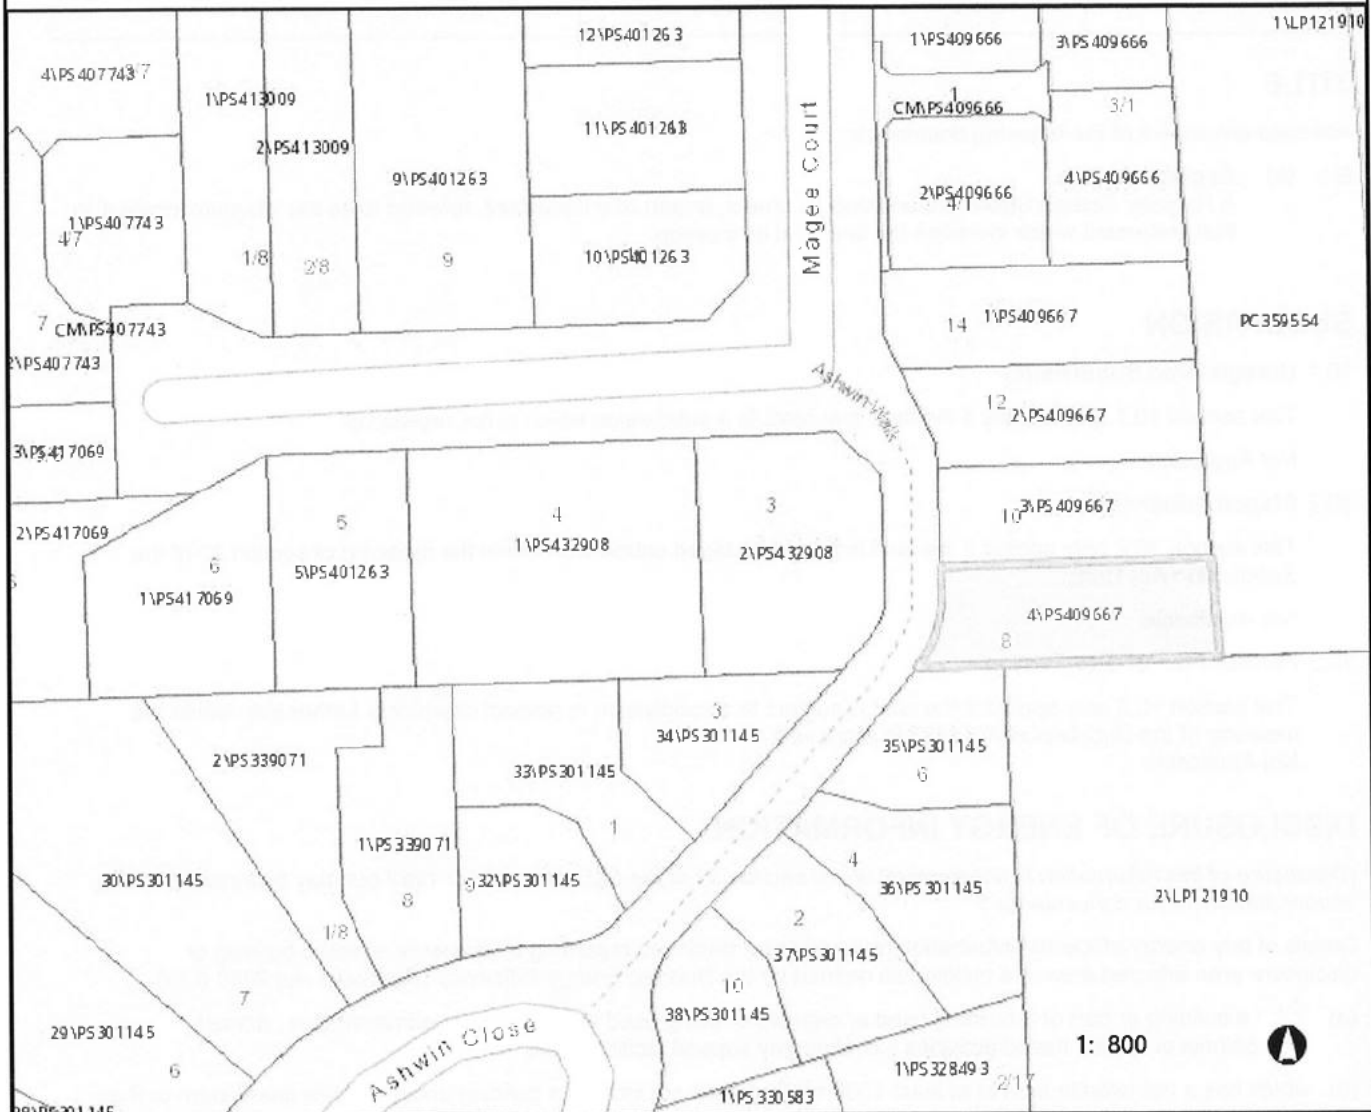 12\PS401263
1\PS409666
3\PS409666
1\LP121910
4\PS407743
1\PS413009
1
CM\PS409666
3/1
11\PS401263
2\PS413009
9\PS401263
2\PS409666
4/1
4\PS409666
1\PS407743
4/7
Magee Court
10\PS401263
1/8
2/8
9
7
CM\PS407743
14
1\PS409667
PC359554
2\PS407743
Ashwin Walk
12
2\PS409667
3\PS417069
3
10
3\PS409667
2\PS417069
5
4
1\PS432908
2\PS432908
6
5\PS401263
1\PS417069
4\PS409667
8
3
34\PS301145
2\PS339071
33\PS301145
35\PS301145
6
1
1\PS339071
8
9
32\PS301145
4
36\PS301145
30\PS301145
2\LP121910
1/8
2
37\PS301145
7
10
38\PS301145
29\PS301145
6
Ashwin Close
1: 800
1\PS328493
2/17
1\PS330583